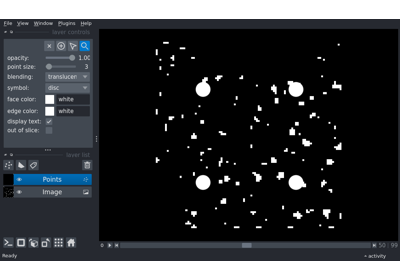 File View Window Plugins Help
layer controls
opacity: 1.00
point size: 3
blending: translucen
symbol: disc
face color: white
edge color: white
display text: ✓
out of slice:
layer list
Points
Image
0 50 99
Ready activity